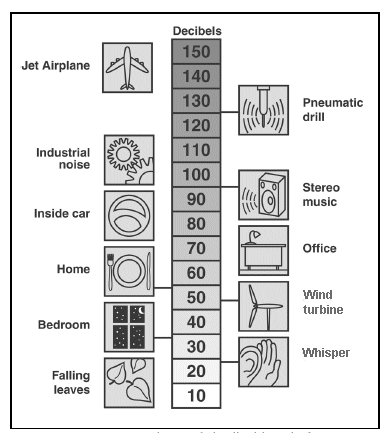 Decibels
150
140
130
120
110
100
90
80
70
60
50
40
30
20
10
Jet Airplane
Industrial
noise
Inside car
Home
Bedroom
Falling
leaves
Pneumatic
drill
Stereo
music
Office
Wind
turbine
Whisper